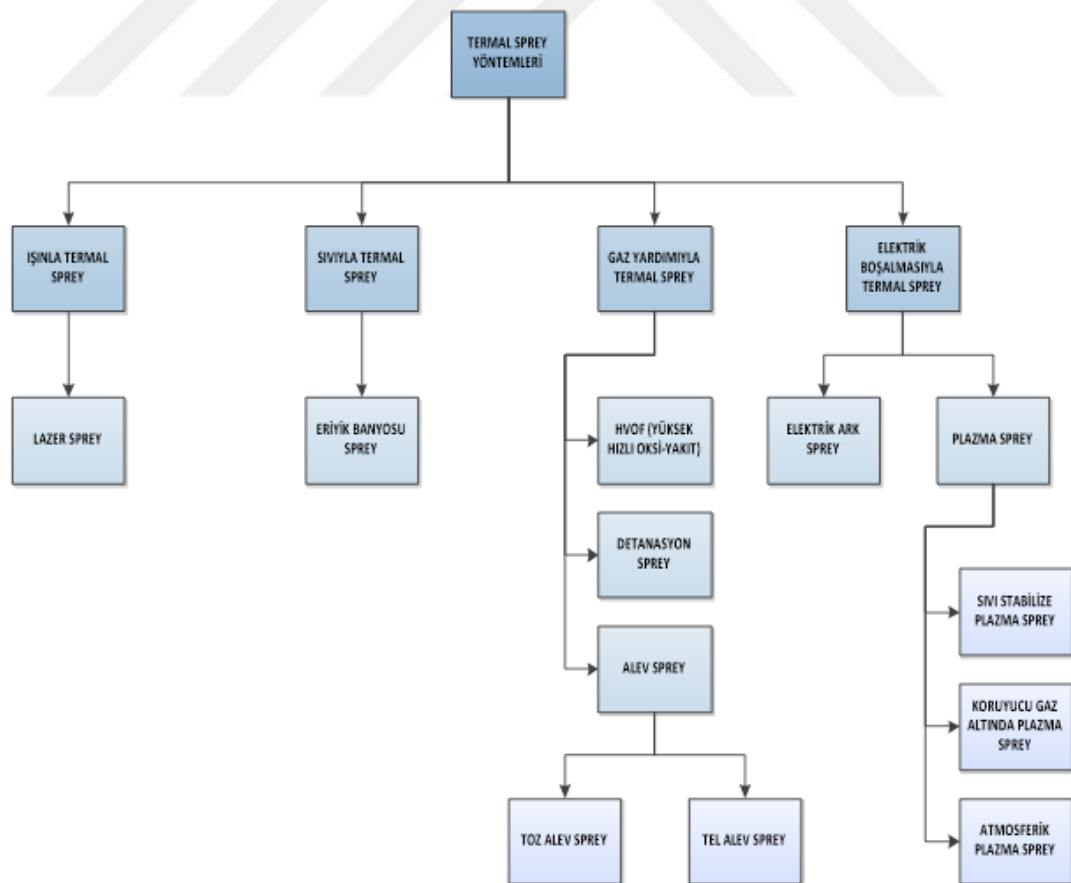 TERMAL SPREY
YÖNTEMLERİ
IŞINLA TERMAL
SPREY
SIVIYLA TERMAL
SPREY
GAZ YARDIMIYLA
TERMAL SPREY
ELEKTRİK
BOŞALMASIYLA
TERMAL SPREY
LAZER SPREY
ERİYİK BANYOSU
SPREY
HVOF (YÜKSEK
HIZLI OKSİ-YAKIT)
ELEKTRİK ARK
SPREY
PLAZMA SPREY
DETANASYON
SPREY
SIVI STABİLİZE
PLAZMA SPREY
ALEV SPREY
KORUYUCU GAZ
ALTINDA PLAZMA
SPREY
TOZ ALEV SPREY
TEL ALEV SPREY
ATMOSFERİK
PLAZMA SPREY